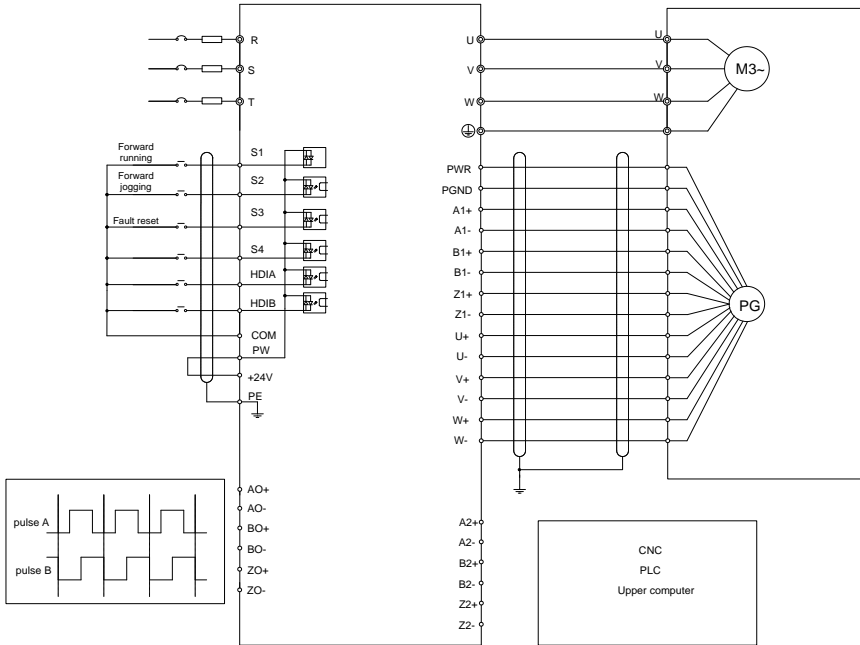 R
S
T
U
V
W
U
V
W
M3~
Forward
running
Forward
jogging
Fault reset
S1
S2
S3
S4
HDIA
HDIB
COM
PW
+24V
PE
PWR
PGND
A1+
A1-
B1+
B1-
Z1+
Z1-
U+
U-
V+
V-
W+
W-
PG
pulse A
pulse B
AO+
AO-
BO+
BO-
ZO+
ZO-
A2+
A2-
B2+
B2-
Z2+
Z2-
CNC
PLC
Upper computer